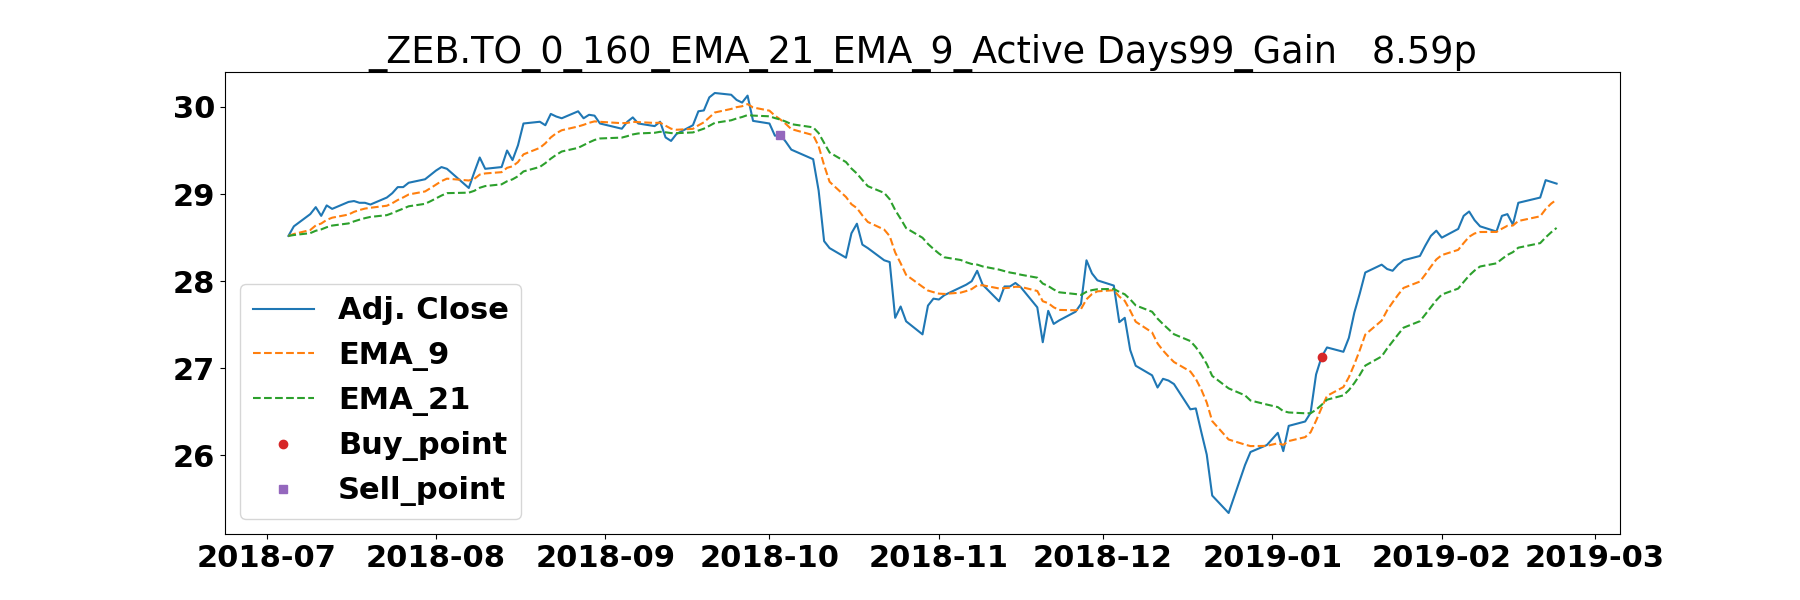 _ZEB.TO_0_160_EMA_21_EMA_9_Active Days99_Gain   8.59p
30
29
28
27
26
Adj. Close
EMA_9
EMA_21
Buy_point
Sell_point
2018-07 2018-08 2018-09 2018-10 2018-11 2018-12 2019-01 2019-02 2019-03